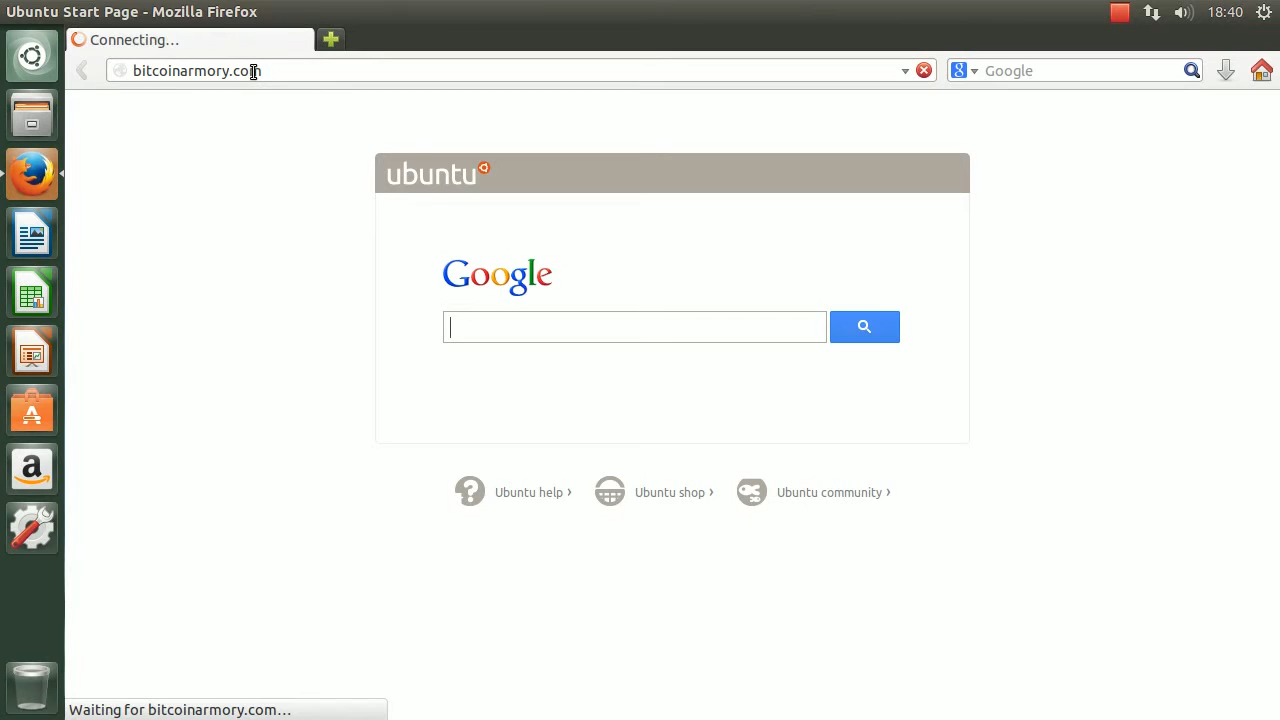 Ubuntu Start Page - Mozilla Firefox
18:40
Connecting…
bitcoinarmory.com
Google
ubuntu
Google
Ubuntu help ›
Ubuntu shop ›
Ubuntu community ›
Waiting for bitcoinarmory.com…